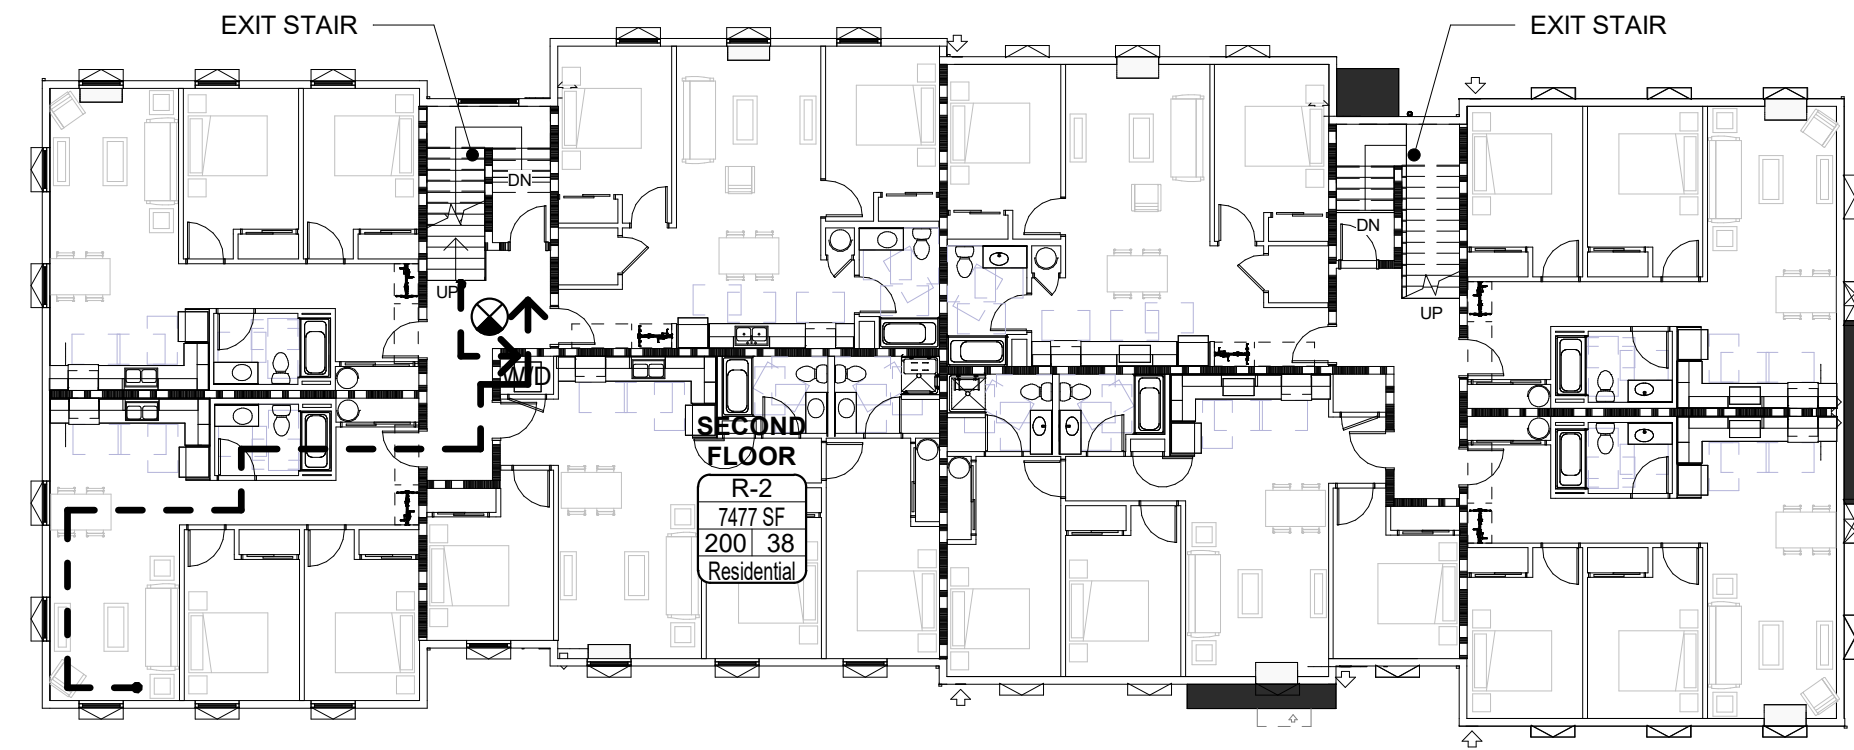 EXIT STAIR
EXIT STAIR
DN
DN
UP
UP
W/D
SECOND
FLOOR
R-2
7477 SF
200 38
Residential